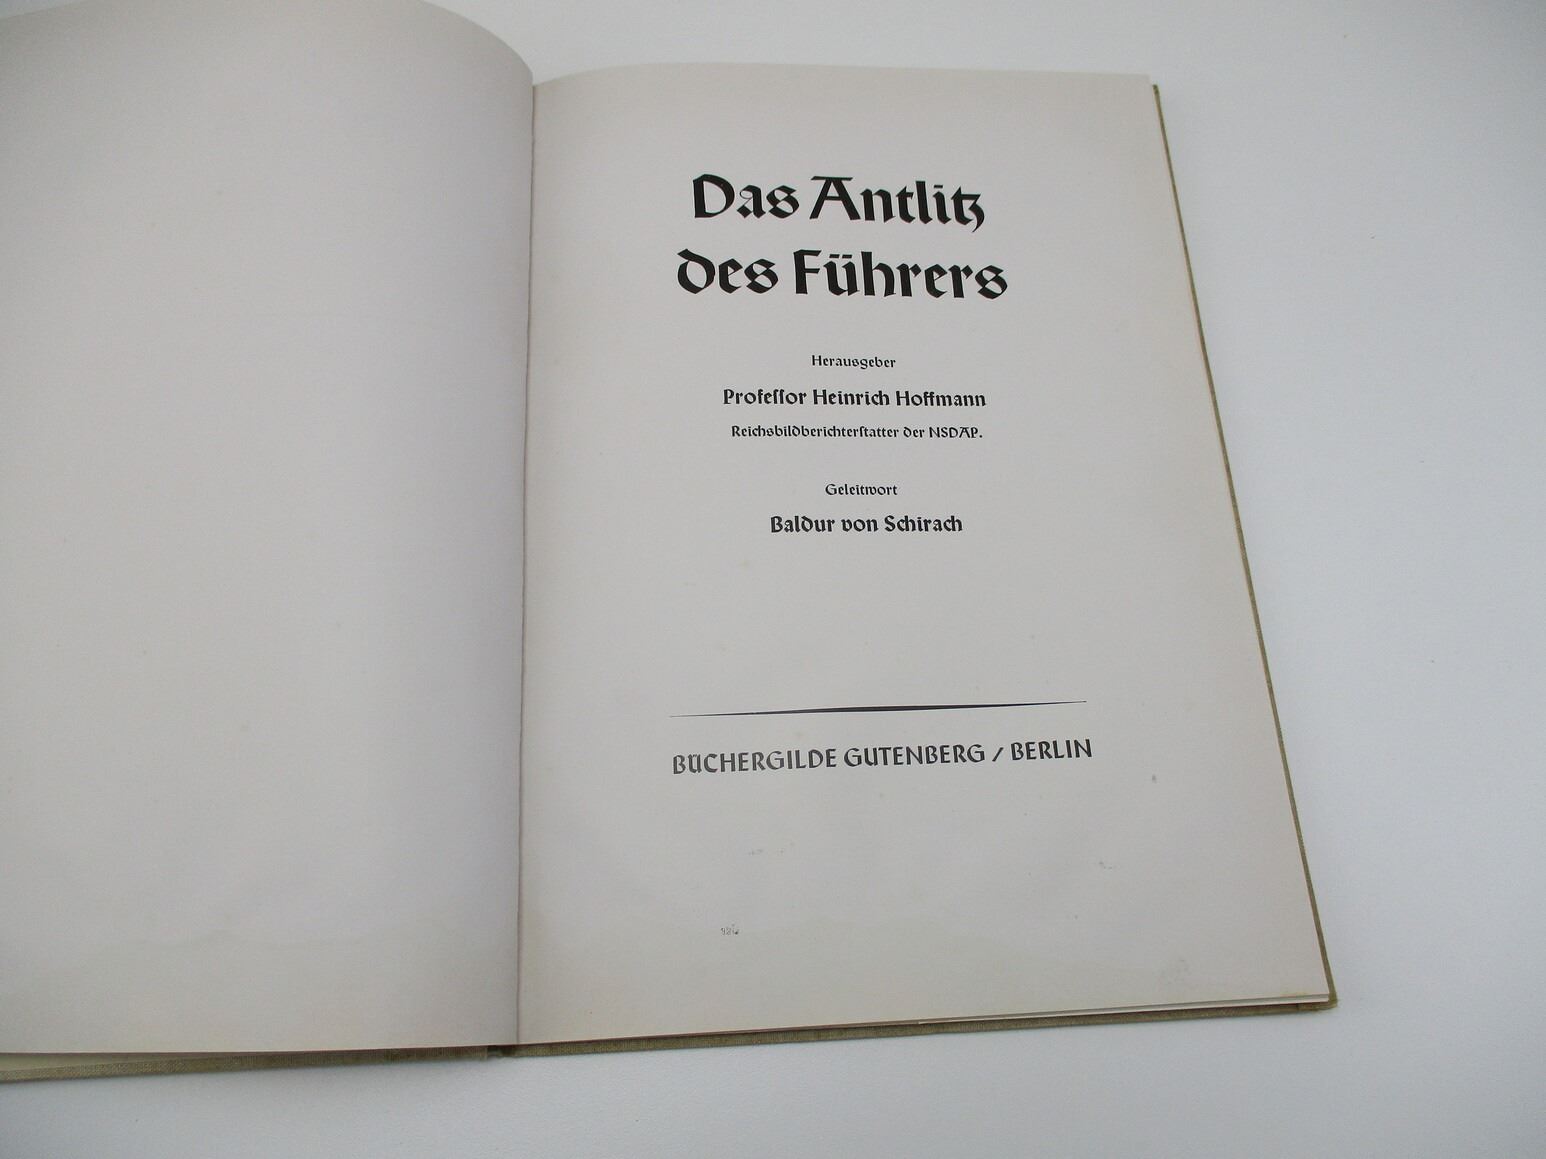 Das Antlitz
des Führers
Herausgeber
Profeſſor Heinrich Hoffmann
Reichsbildberichterſtatter der NSDAP.
Geleitwort
Baldur von Schirach
BÜCHERGILDE GUTENBERG / BERLIN